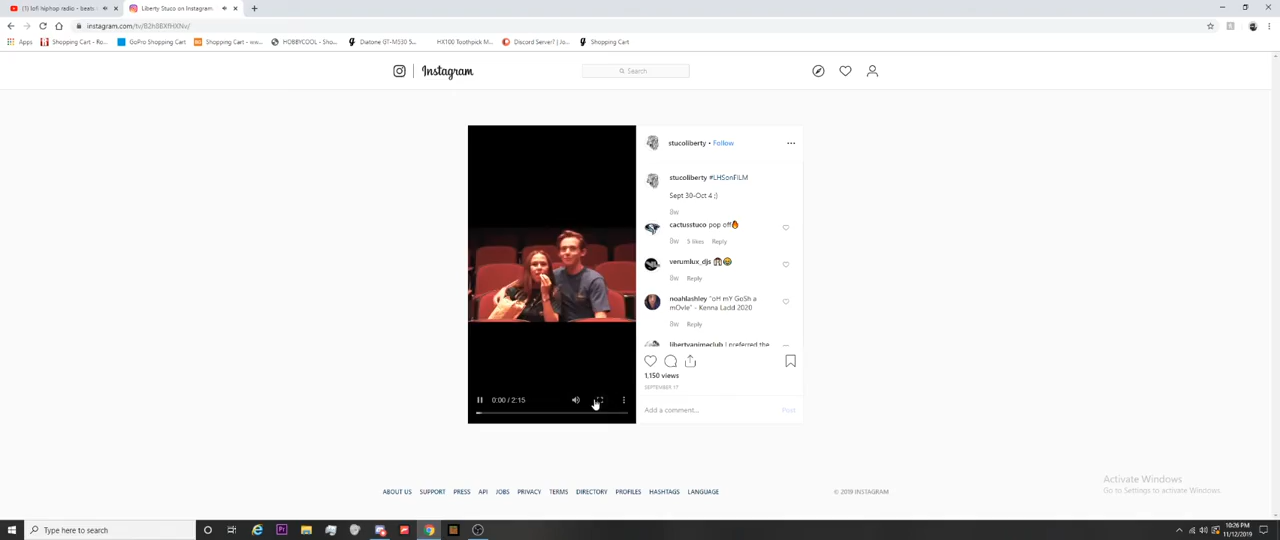 (1) lofi hiphop radio - beats
Liberty Stuco on Instagram:
instagram.com/tv/B2h8BXfHXNv/
Apps
Shopping Cart - Ro...
GoPro Shopping Cart
Shopping Cart - ww...
HOBBYCOOL - Sho...
Diatone GT-M530 S...
HX100 Toothpick M...
Discord Server? | Jo...
Shopping Cart
Instagram
Search
stucoliberty • Follow
stucoliberty #LHSonFILM
Sept 30-Oct 4 ;)
8w
cactusstuco pop off🔥
8w 5 likes Reply
verumlux_djs
8w Reply
noahlashley "oH mY GoSh a
mOvie" - Kenna Ladd 2020
8w Reply
libertyanimeclub I preferred the
1,150 views
SEPTEMBER 17
0:00 / 2:15
Add a comment...
Post
ABOUT US SUPPORT PRESS API JOBS PRIVACY TERMS DIRECTORY PROFILES HASHTAGS LANGUAGE
© 2019 INSTAGRAM
Activate Windows
Go to Settings to activate Windows.
Type here to search
10:26 PM
11/12/2019